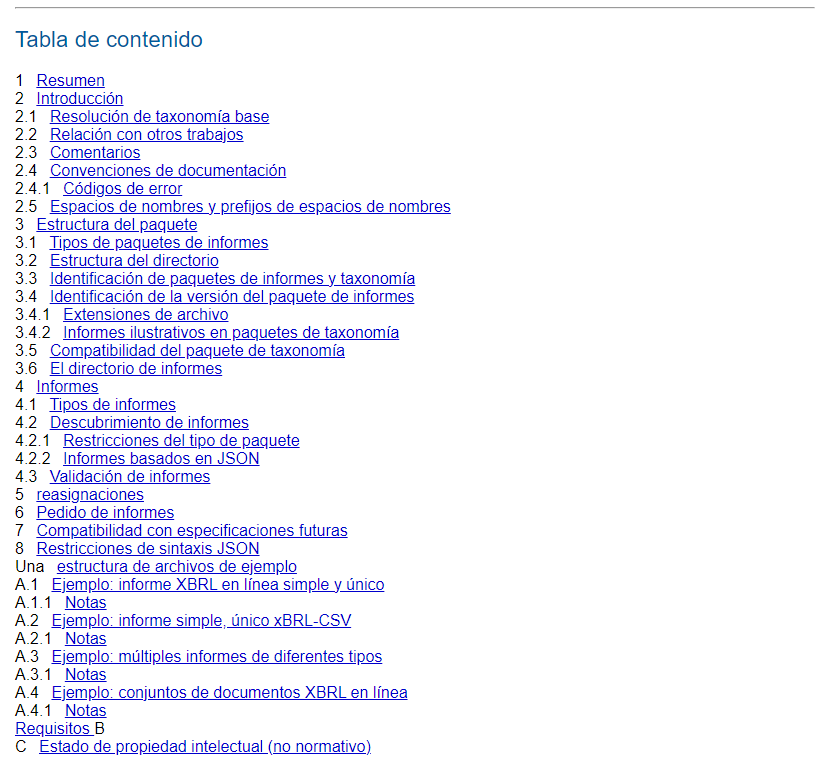 Tabla de contenido
1 Resumen
2 Introducción
2.1 Resolución de taxonomía base
2.2 Relación con otros trabajos
2.3 Comentarios
2.4 Convenciones de documentación
2.4.1 Códigos de error
2.5 Espacios de nombres y prefijos de espacios de nombres
3 Estructura del paquete
3.1 Tipos de paquetes de informes
3.2 Estructura del directorio
3.3 Identificación de paquetes de informes y taxonomía
3.4 Identificación de la versión del paquete de informes
3.4.1 Extensiones de archivo
3.4.2 Informes ilustrativos en paquetes de taxonomía
3.5 Compatibilidad del paquete de taxonomía
3.6 El directorio de informes
4 Informes
4.1 Tipos de informes
4.2 Descubrimiento de informes
4.2.1 Restricciones del tipo de paquete
4.2.2 Informes basados en JSON
4.3 Validación de informes
5 reasignaciones
6 Pedido de informes
7 Compatibilidad con especificaciones futuras
8 Restricciones de sintaxis JSON
Una estructura de archivos de ejemplo
A.1 Ejemplo: informe XBRL en línea simple y único
A.1.1 Notas
A.2 Ejemplo: informe simple, único xBRL-CSV
A.2.1 Notas
A.3 Ejemplo: múltiples informes de diferentes tipos
A.3.1 Notas
A.4 Ejemplo: conjuntos de documentos XBRL en línea
A.4.1 Notas
Requisitos B
C Estado de propiedad intelectual (no normativo)